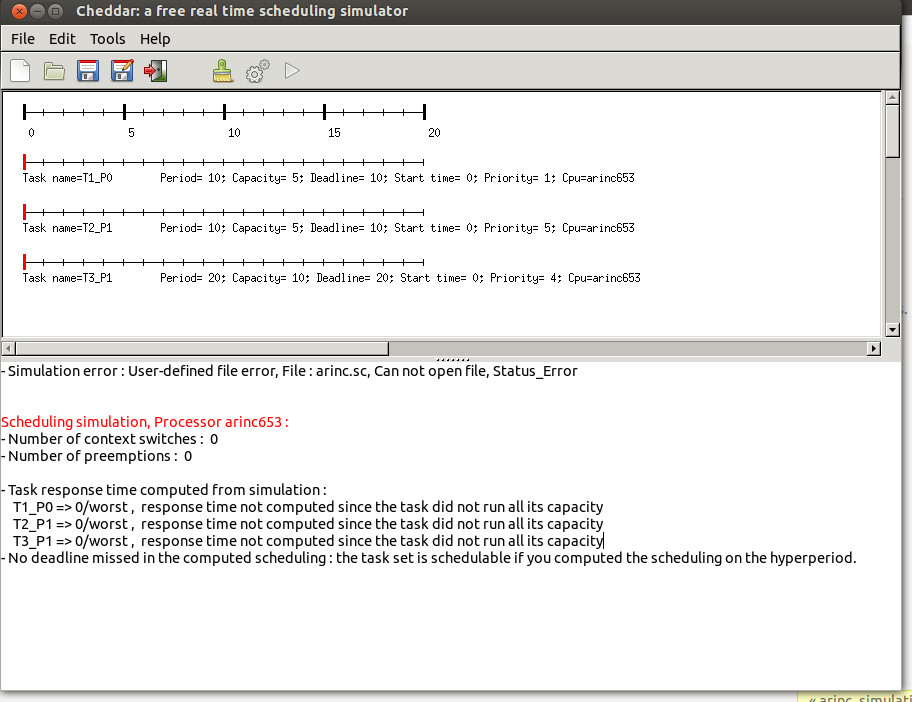 Cheddar: a free real time scheduling simulator
File Edit Tools Help
0 5 10 15 20
Task name=T1_P0 Period= 10; Capacity= 5; Deadline= 10; Start time= 0; Priority= 1; Cpu=arinc653
Task name=T2_P1 Period= 10; Capacity= 5; Deadline= 10; Start time= 0; Priority= 5; Cpu=arinc653
Task name=T3_P1 Period= 20; Capacity= 10; Deadline= 20; Start time= 0; Priority= 4; Cpu=arinc653
- Simulation error : User-defined file error, File : arinc.sc, Can not open file, Status_Error
Scheduling simulation, Processor arinc653 :
- Number of context switches : 0
- Number of preemptions : 0
- Task response time computed from simulation :
T1_P0 => 0/worst , response time not computed since the task did not run all its capacity
T2_P1 => 0/worst , response time not computed since the task did not run all its capacity
T3_P1 => 0/worst , response time not computed since the task did not run all its capacity
- No deadline missed in the computed scheduling : the task set is schedulable if you computed the scheduling on the hyperperiod.